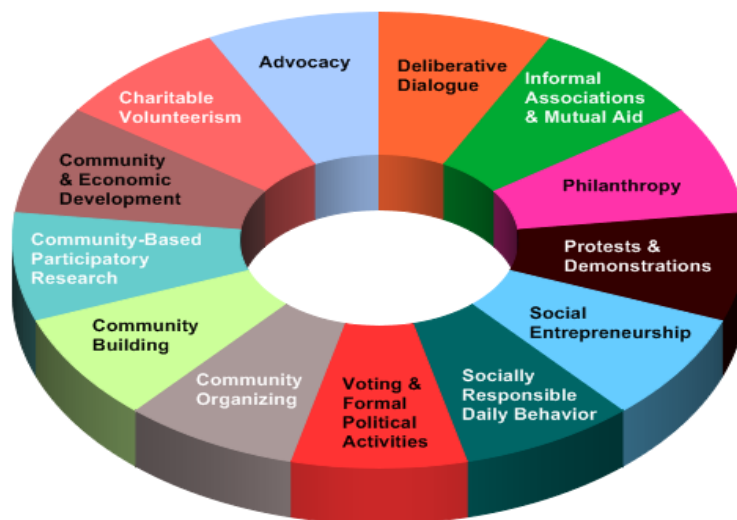 Advocacy
Deliberative
Dialogue
Informal
Associations
& Mutual Aid
Philanthropy
Protests &
Demonstrations
Social
Entrepreneurship
Socially
Responsible
Daily Behavior
Voting &
Formal
Political
Activities
Community
Organizing
Community
Building
Community-Based
Participatory
Research
Community
& Economic
Development
Charitable
Volunteerism